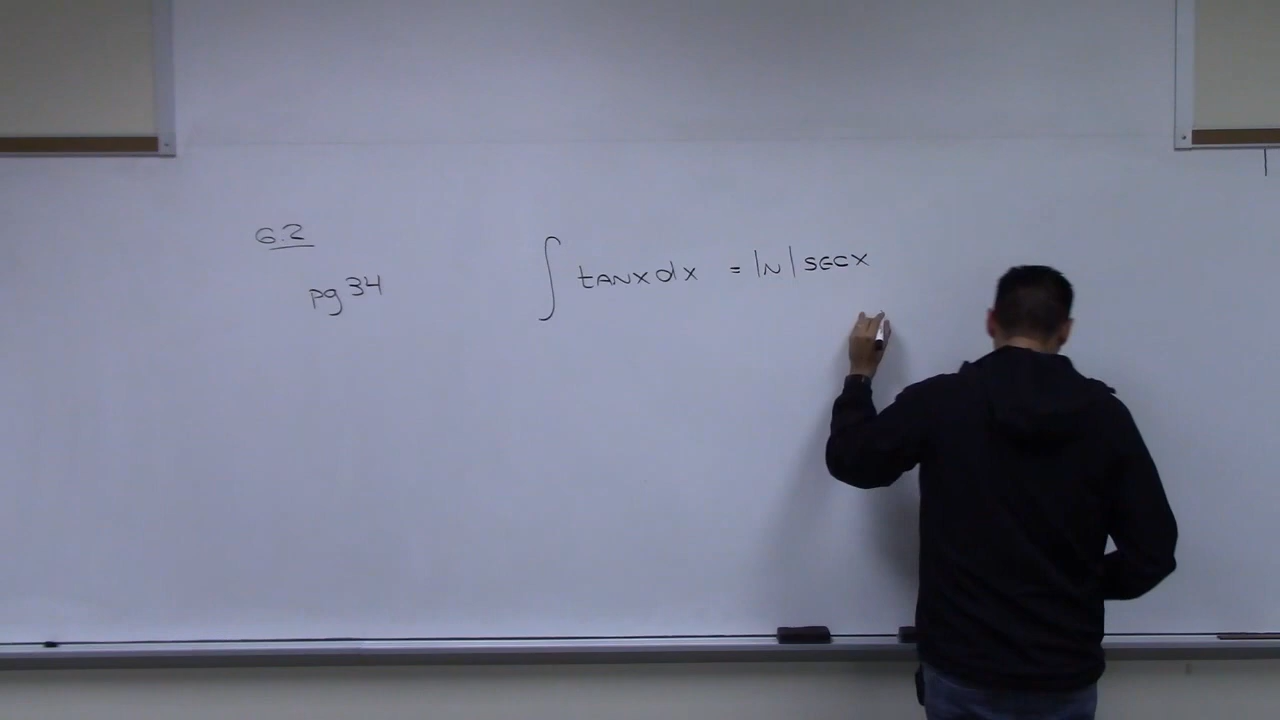 6.2
pg 34
∫ tanx dx = ln|secx